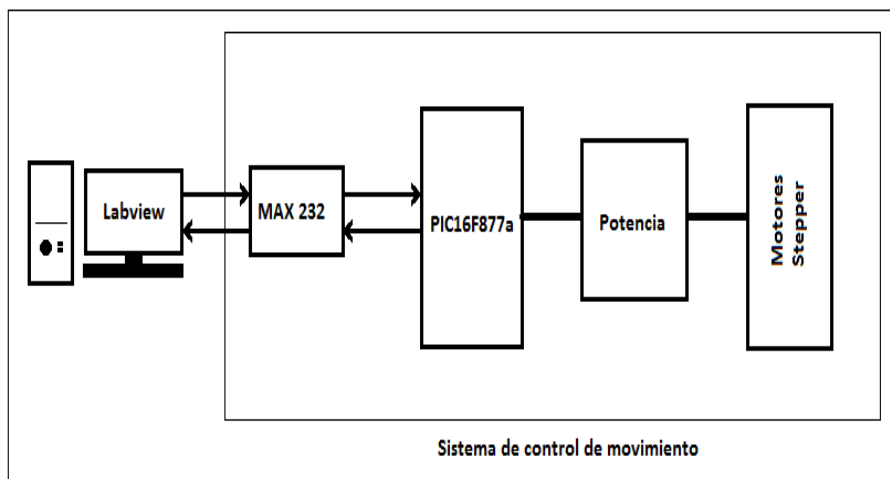 Labview
MAX 232
PIC16F877a
Potencia
Motores
Stepper
Sistema de control de movimiento